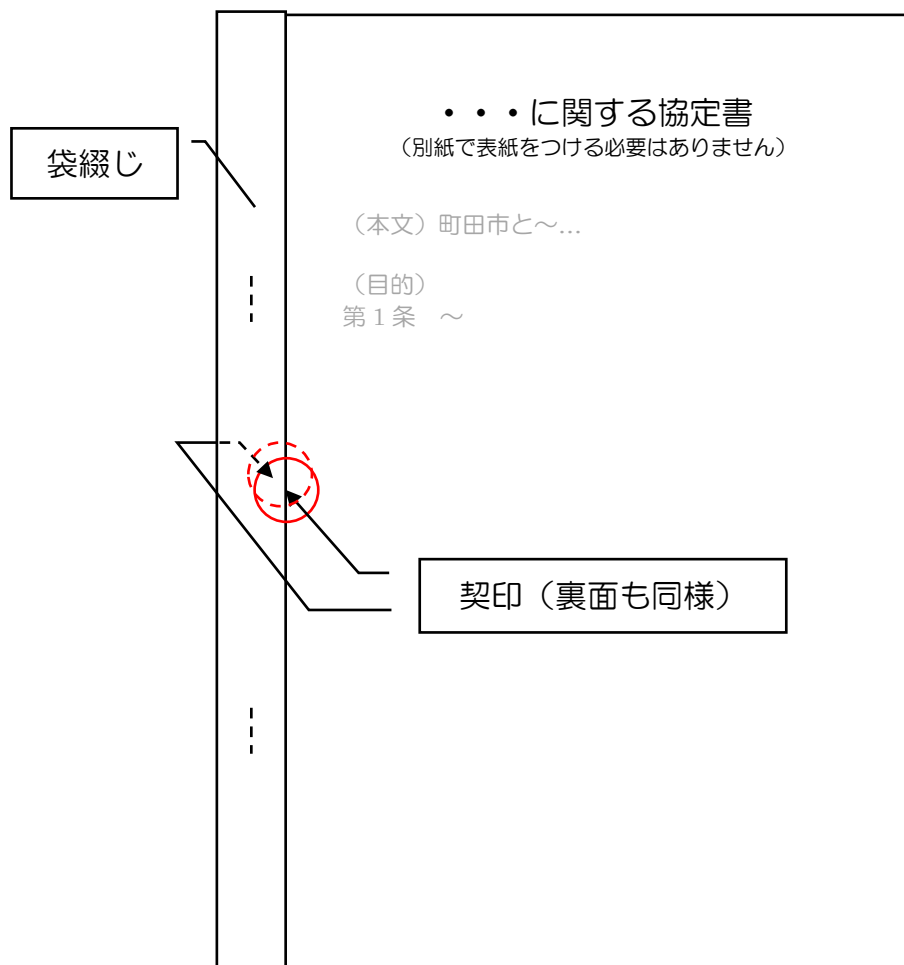 ・・・に関する協定書
（別紙で表紙をつける必要はありません）
袋綴じ
（本文）町田市と～…
（目的）
第１条　～
契印（裏面も同様）